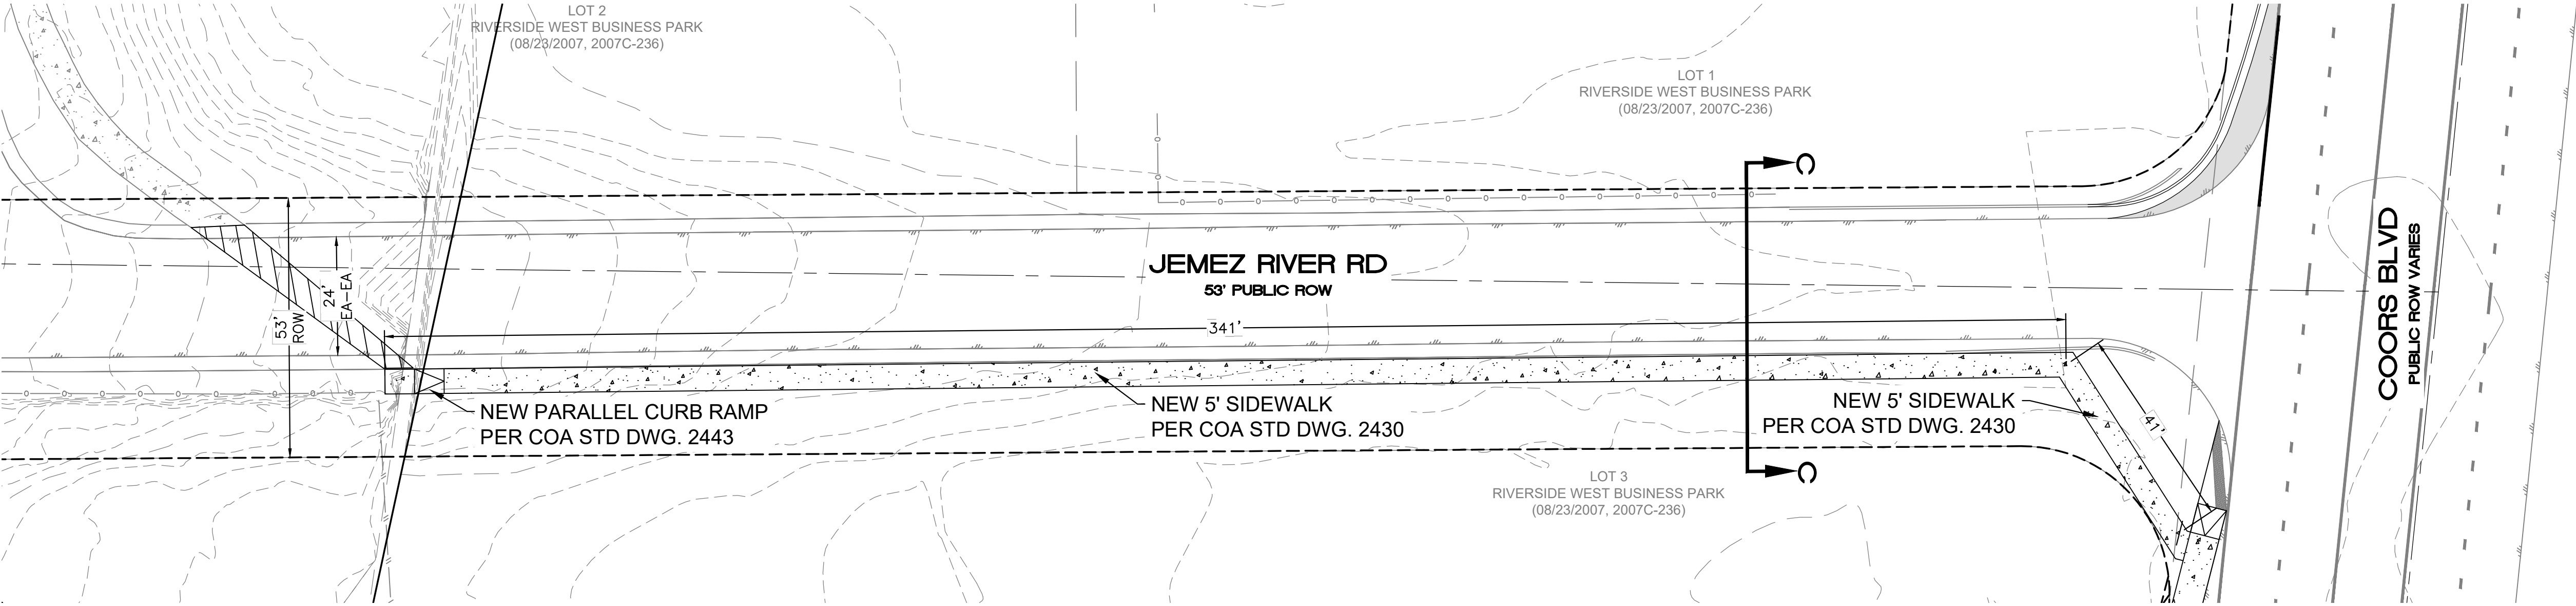 LOT 2
RIVERSIDE WEST BUSINESS PARK
(08/23/2007, 2007C-236)
LOT 1
RIVERSIDE WEST BUSINESS PARK
(08/23/2007, 2007C-236)
C
JEMEZ RIVER RD
53' PUBLIC ROW
COORS BLVD
PUBLIC ROW VARIES
24'
EA-EA
53'
ROW
341'
NEW PARALLEL CURB RAMP
PER COA STD DWG. 2443
NEW 5' SIDEWALK
PER COA STD DWG. 2430
NEW 5' SIDEWALK
PER COA STD DWG. 2430
41'
C
LOT 3
RIVERSIDE WEST BUSINESS PARK
(08/23/2007, 2007C-236)